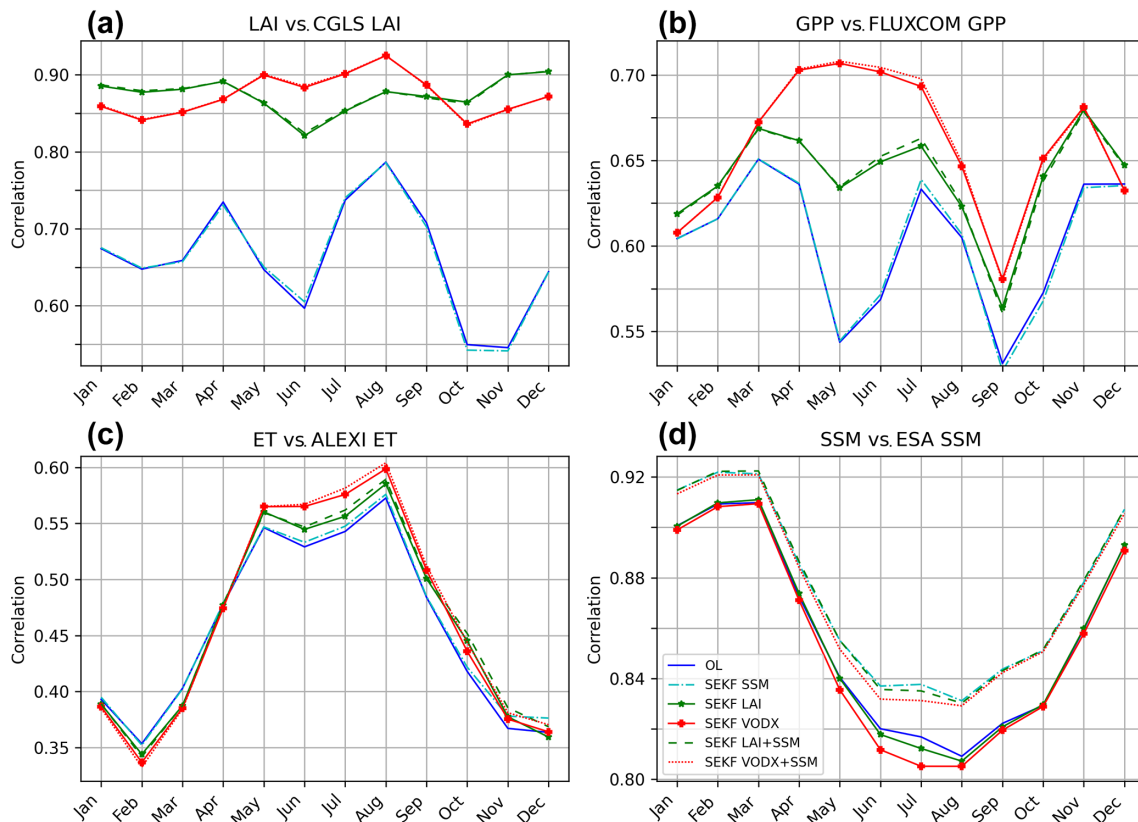 (a) LAI vs. CGLS LAI
Correlation
0.90
0.80
0.70
0.60
Jan Feb Mar Apr May Jun Jul Aug Sep Oct Nov Dec
(b) GPP vs. FLUXCOM GPP
Correlation
0.70
0.65
0.60
0.55
Jan Feb Mar Apr May Jun Jul Aug Sep Oct Nov Dec
(c) ET vs. ALEXI ET
Correlation
0.60
0.55
0.50
0.45
0.40
0.35
Jan Feb Mar Apr May Jun Jul Aug Sep Oct Nov Dec
(d) SSM vs. ESA SSM
Correlation
0.92
0.88
0.84
0.80
OL
SEKF SSM
SEKF LAI
SEKF VODX
SEKF LAI+SSM
SEKF VODX+SSM
Jan Feb Mar Apr May Jun Jul Aug Sep Oct Nov Dec